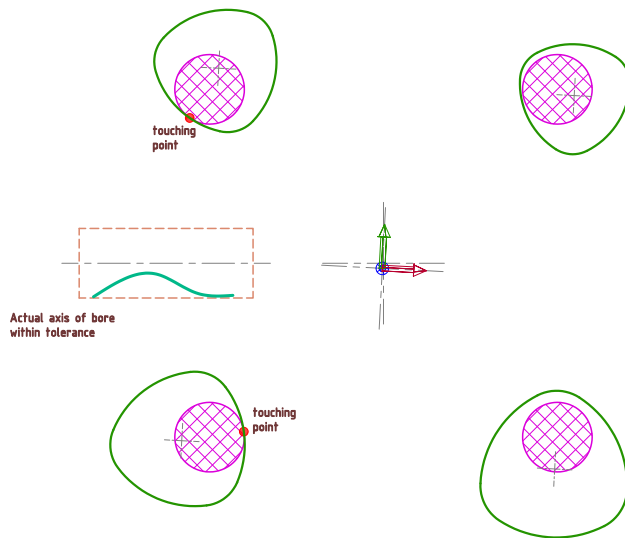 touching
point
Actual axis of bore
within tolerance
touching
point